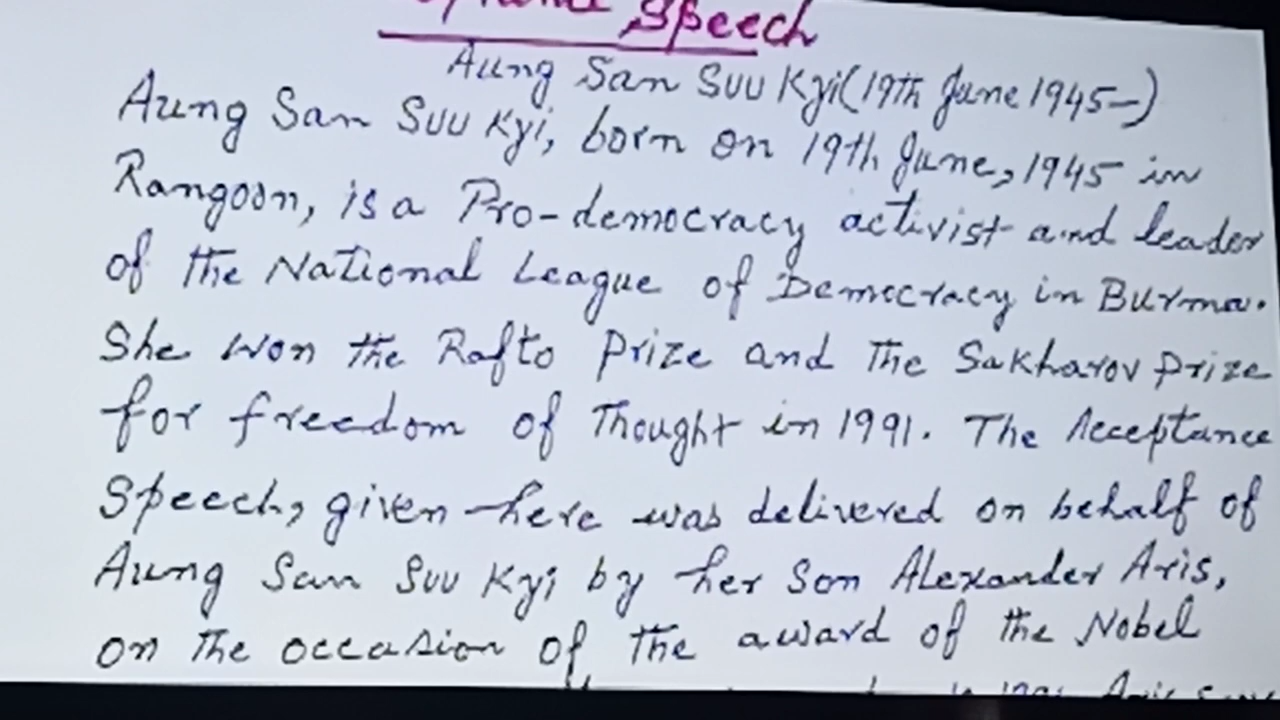 Speech
Aung San Suu Kyi (19th June 1945-)
Aung San Suu Kyi, born on 19th June, 1945 in
Rangoon, is a Pro-democracy activist and leader
of the National League of Democracy in Burma.
She won the Rafto Prize and The Sakharov Prize
for freedom of Thought in 1991. The Acceptance
Speech, given here was delivered on behalf of
Aung San Suu Kyi by her Son Alexander Aris,
on The occasion of the award of the Nobel